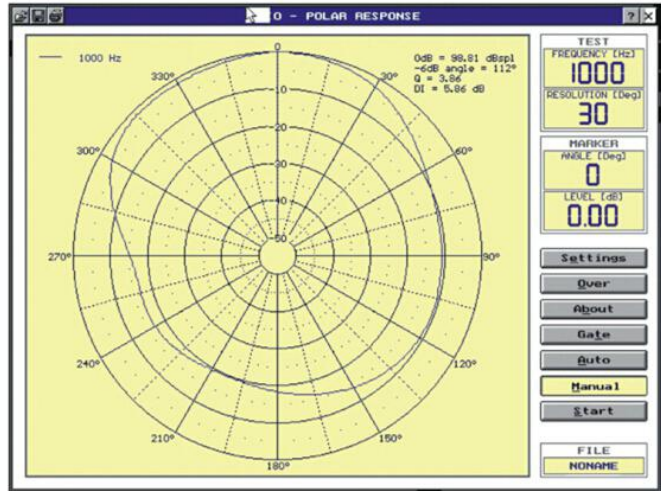 O - POLAR RESPONSE
? X
1000 Hz
0dB = 98.81 dBspl
-6dB angle = 112°
Q = 3.86
DI = 5.86 dB
0
330°
30°
-10
-20
300°
60°
-30
-40
-50
270°
90°
240°
120°
210°
150°
180°
TEST
FREQUENCY [Hz]
1000
RESOLUTION [Deg]
30
MARKER
ANGLE [Deg]
0
LEVEL [dB]
0.00
Settings
Over
About
Gate
Auto
Manual
Start
FILE
NONAME